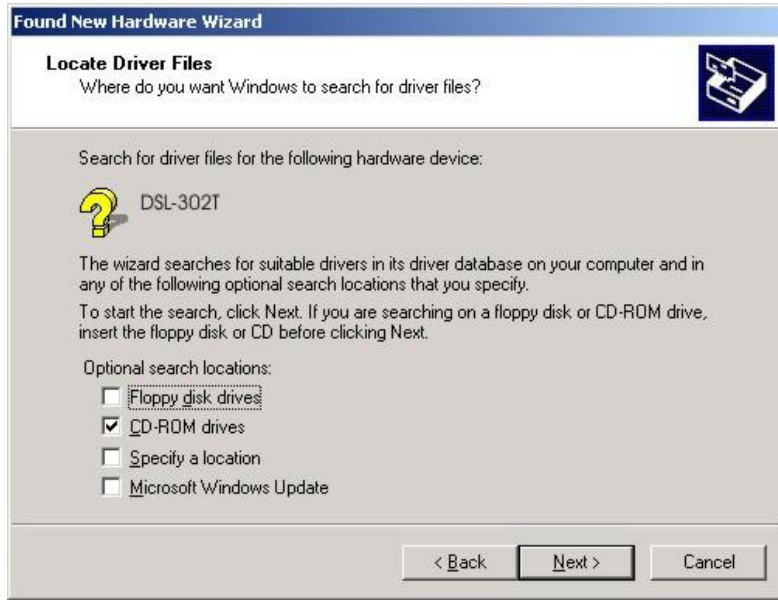 Found New Hardware Wizard
Locate Driver Files
Where do you want Windows to search for driver files?
Search for driver files for the following hardware device:
DSL-302T
The wizard searches for suitable drivers in its driver database on your computer and in
any of the following optional search locations that you specify.
To start the search, click Next. If you are searching on a floppy disk or CD-ROM drive,
insert the floppy disk or CD before clicking Next.
Optional search locations:
Floppy disk drives
CD-ROM drives
Specify a location
Microsoft Windows Update
< Back Next > Cancel